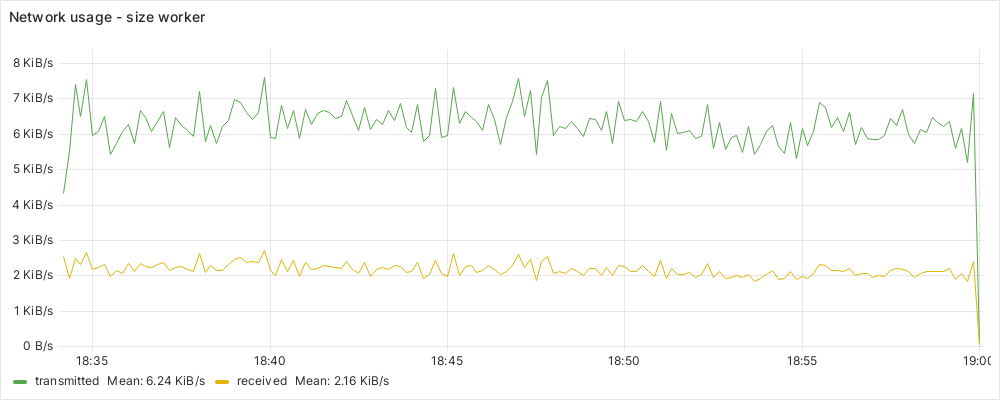 Network usage - size worker
8 KiB/s
7 KiB/s
6 KiB/s
5 KiB/s
4 KiB/s
3 KiB/s
2 KiB/s
1 KiB/s
0 B/s
18:35 18:40 18:45 18:50 18:55 19:00
transmitted Mean: 6.24 KiB/s received Mean: 2.16 KiB/s